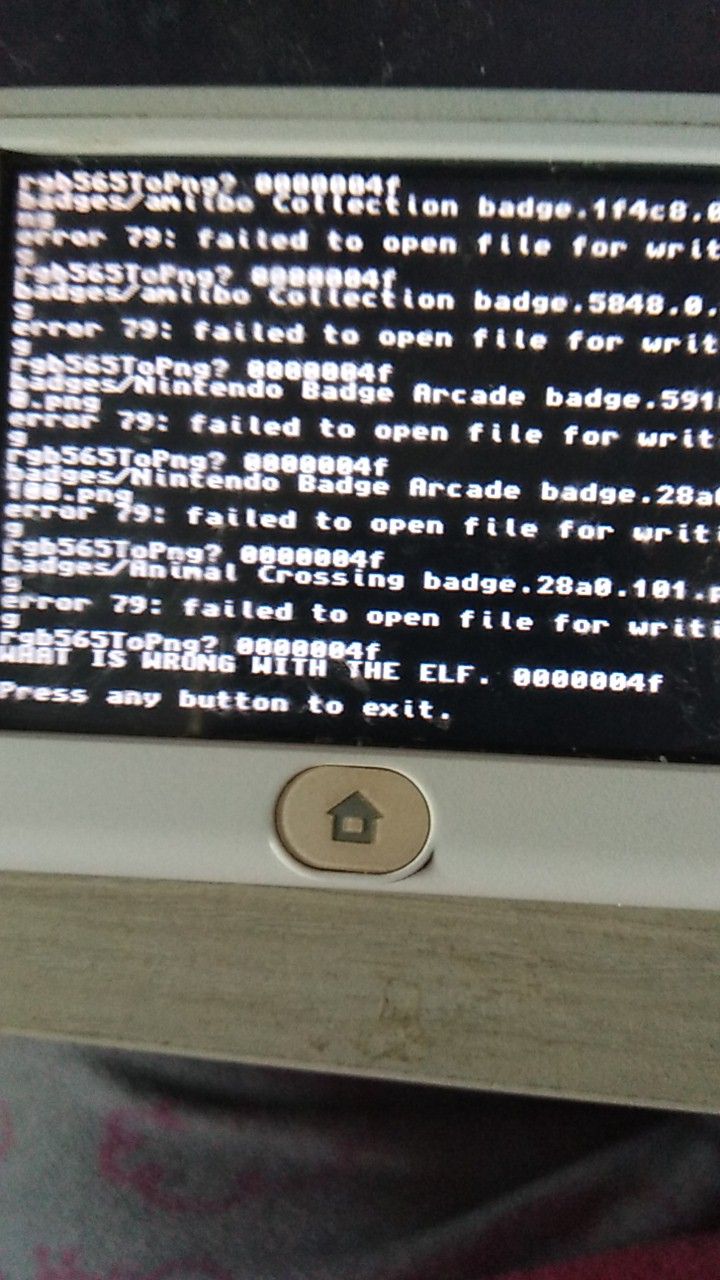 rgb565ToPng? 0000004f
badges/amiibo Collection badge.1f4c8.0
error 79: failed to open file for writ
g
rgb565ToPng? 0000004f
badges/amiibo Collection badge.5848.0.
g
error 79: failed to open file for writ
g
rgb565ToPng? 0000004f
badges/Nintendo Badge Arcade badge.591
0.png
error 79: failed to open file for writ
g
rgb565ToPng? 0000004f
badges/Nintendo Badge Arcade badge.28a
100.png
error 79: failed to open file for writi
g
rgb565ToPng? 0000004f
badges/Animal Crossing badge.28a0.101.p
g
error 79: failed to open file for writi
g
rgb565ToPng? 0000004f
WHAT IS WRONG WITH THE ELF. 0000004f
Press any button to exit.